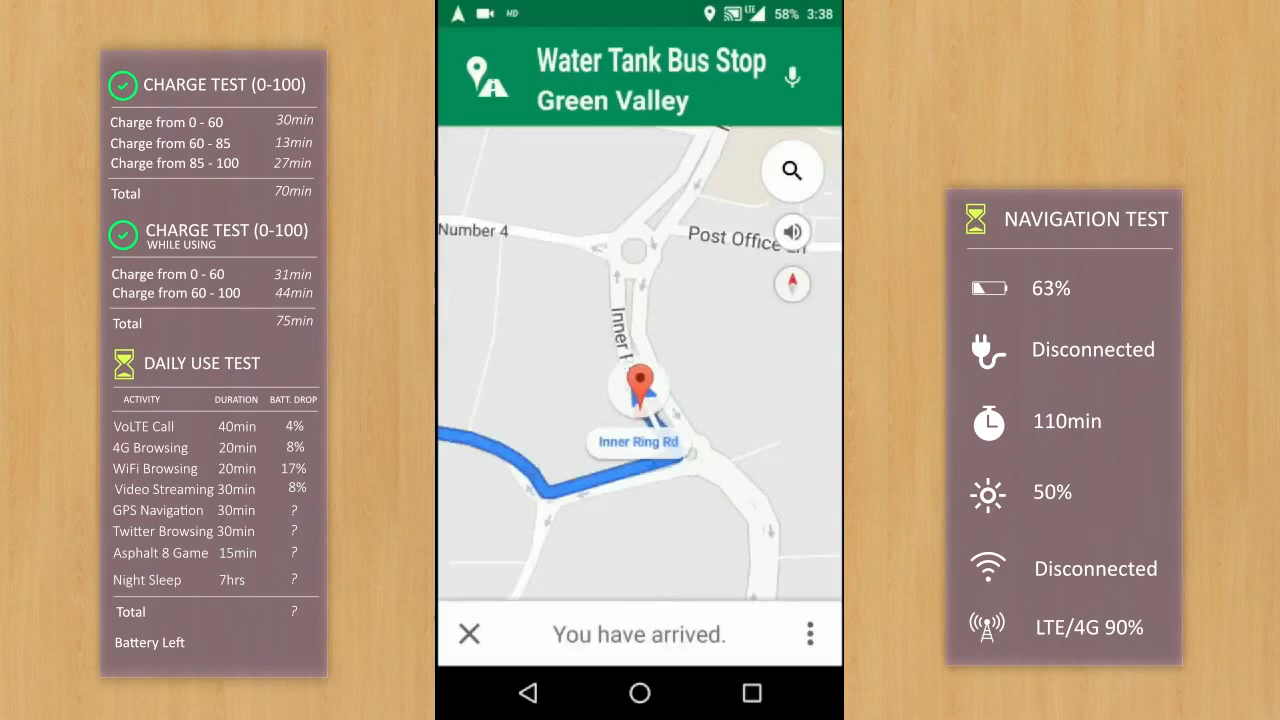 CHARGE TEST (0-100)
Charge from 0 - 60 30min
Charge from 60 - 85 13min
Charge from 85 - 100 27min
Total 70min
CHARGE TEST (0-100)
WHILE USING
Charge from 0 - 60 31min
Charge from 60 - 100 44min
Total 75min
DAILY USE TEST
ACTIVITY DURATION BATT. DROP
VoLTE Call 40min 4%
4G Browsing 20min 8%
WiFi Browsing 20min 17%
Video Streaming 30min 8%
GPS Navigation 30min ?
Twitter Browsing 30min ?
Asphalt 8 Game 15min ?
Night Sleep 7hrs ?
Total ?
Battery Left
HD LTE 58% 3:38
Water Tank Bus Stop
Green Valley
Number 4
Post Office Ln
Inner R
Inner Ring Rd
You have arrived.
NAVIGATION TEST
63%
Disconnected
110min
50%
Disconnected
LTE/4G 90%